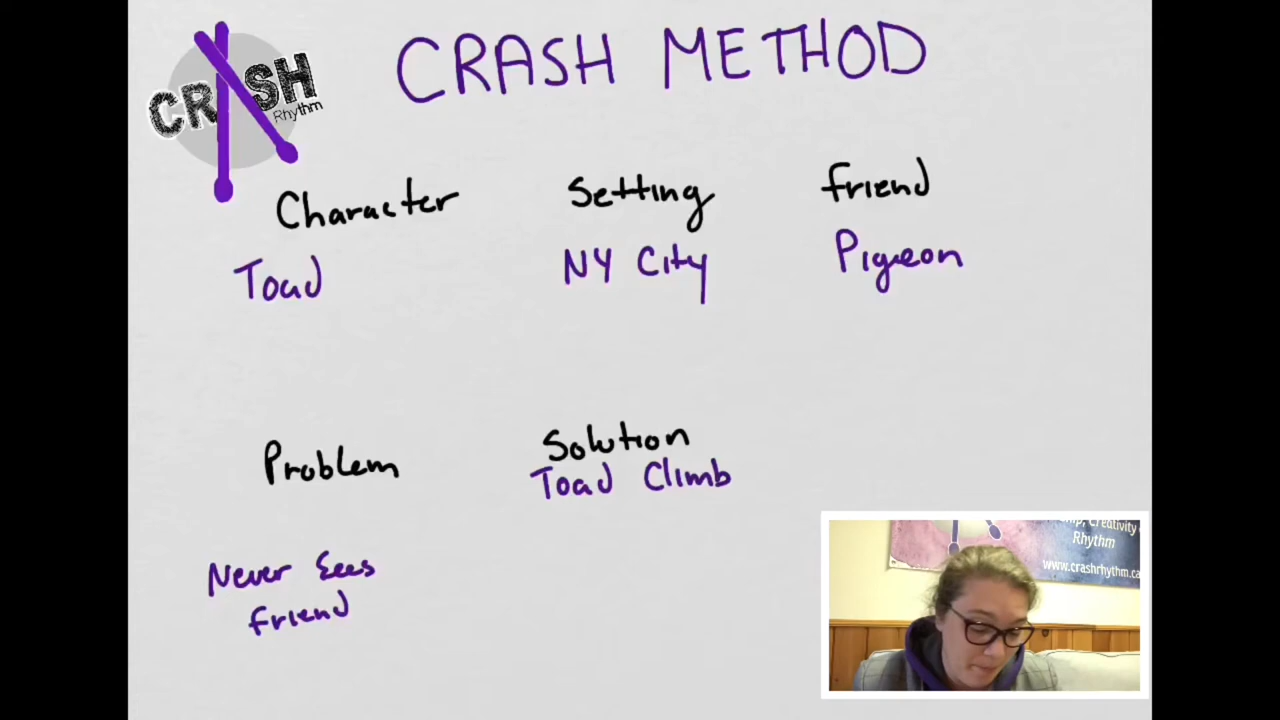 CRASH
Rhythm
CRASH METHOD
Character
Setting
friend
Toad
NY City
Pigeon
Problem
Solution
Toad Climb
Never Sees
friend
Creativity
Rhythm
www.crashrhythm.ca